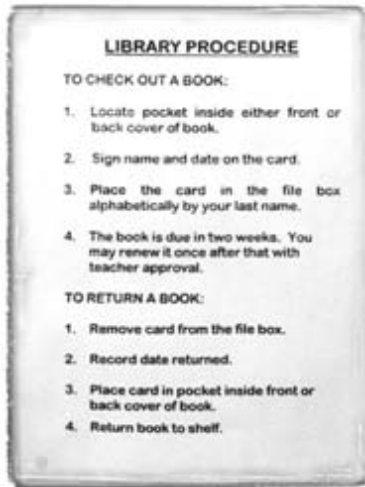 LIBRARY PROCEDURE
TO CHECK OUT A BOOK:
1. Locate pocket inside either front or
back cover of book.
2. Sign name and date on the card.
3. Place the card in the file box
alphabetically by your last name.
4. The book is due in two weeks. You
may renew it once after that with
teacher approval.
TO RETURN A BOOK:
1. Remove card from the file box.
2. Record date returned.
3. Place card in pocket inside front or
back cover of book.
4. Return book to shelf.